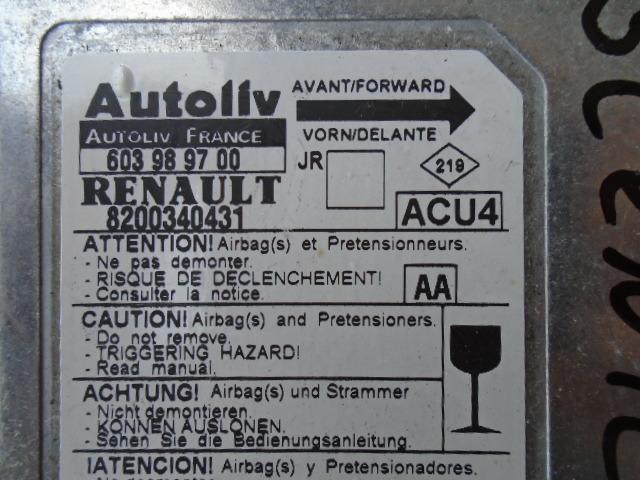 Autoliv
AVANT/FORWARD
AUTOLIV FRANCE
VORN/DELANTE
603 98 97 00
JR
219
RENAULT
8200340431
ACU4
ATTENTION! Airbag(s) et Pretensionneurs.
- Ne pas demonter.
- RISQUE DE DECLENCHEMENT!
- Consulter la notice.
AA
CAUTION! Airbag(s) and Pretensioners.
- Do not remove.
- TRIGGERING HAZARD!
- Read manual.
ACHTUNG! Airbag(s) und Strammer
- Nicht demontieren.
- KONNEN AUSLONEN.
- Sehen Sie die Bedienungsanleitung.
!ATENCION! Airbag(s) y Pretensionadores.
SCENIC